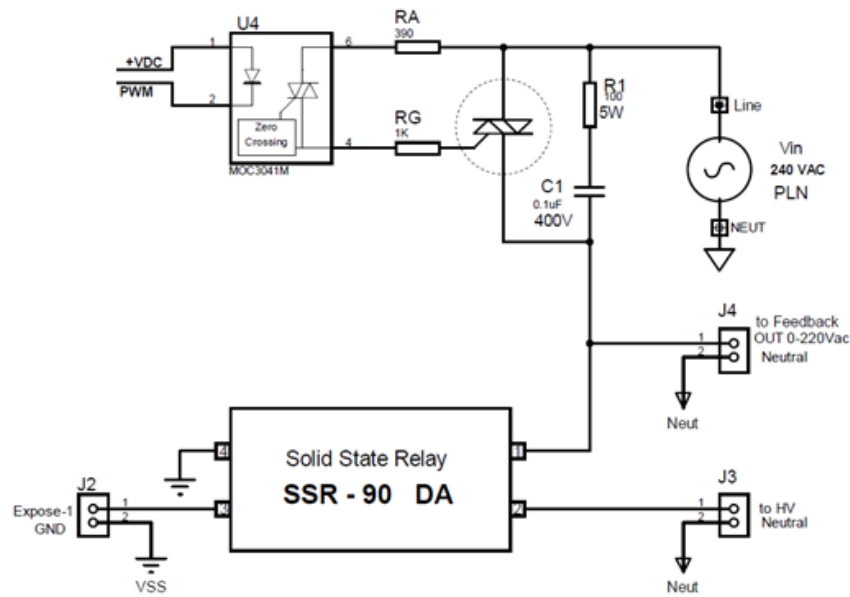 U4
RA
390
+VDC
PWM
1
2
6
4
Zero
Crossing
MOC3041M
RG
1K
R1
100
5W
C1
0.1uF
400V
Line
Vin
240 VAC
PLN
NEUT
J4
to Feedback
1
OUT 0-220Vac
2
Neutral
Neut
4
Solid State Relay
1
SSR - 90 DA
3
2
J2
Expose-1
1
GND
2
VSS
J3
1
to HV
2
Neutral
Neut